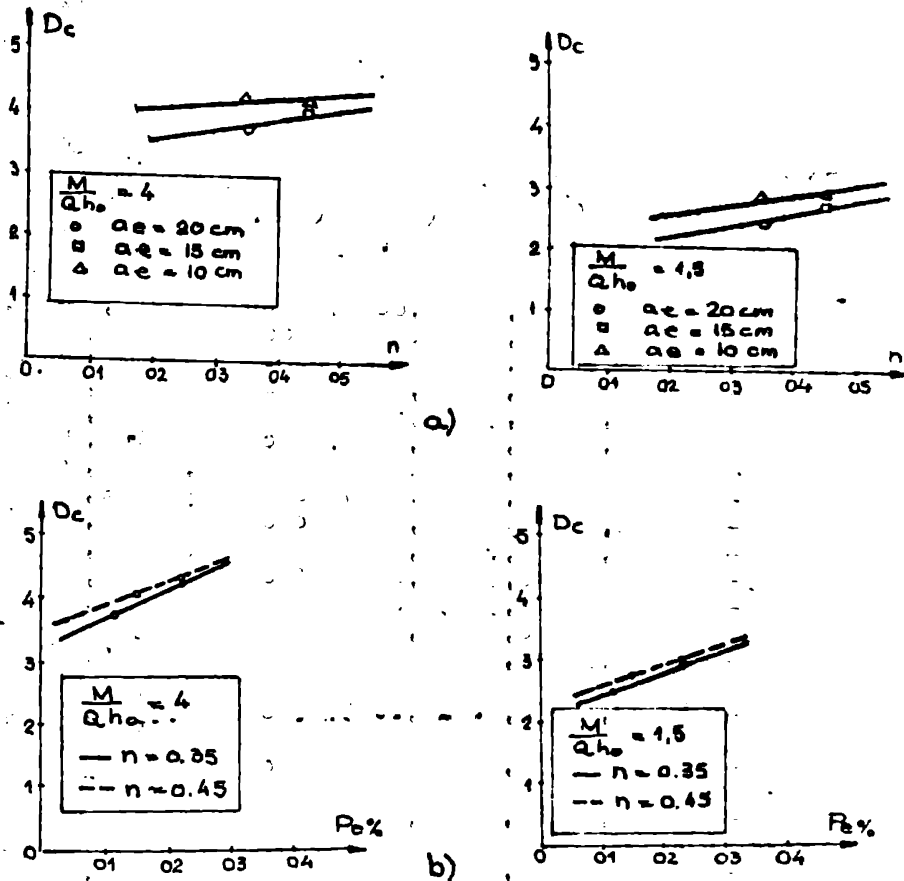 Dc
5
4
3
2
1
0
01
02
03
04
05
n
M
Qho = 4
ae = 20 cm
ae = 15 cm
ae = 10 cm
Dc
5
4
3
2
1
0
01
02
03
04
05
n
M
Qho = 1,5
ae = 20 cm
ae = 15 cm
ae = 10 cm
a)
Dc
5
4
3
2
1
0
01
02
03
04
Pe%
M
Qho = 4
n = 0.35
n = 0.45
Dc
5
4
3
2
1
0
01
02
03
04
Pe%
M
Qho = 1,5
n = 0.35
n = 0.45
b)